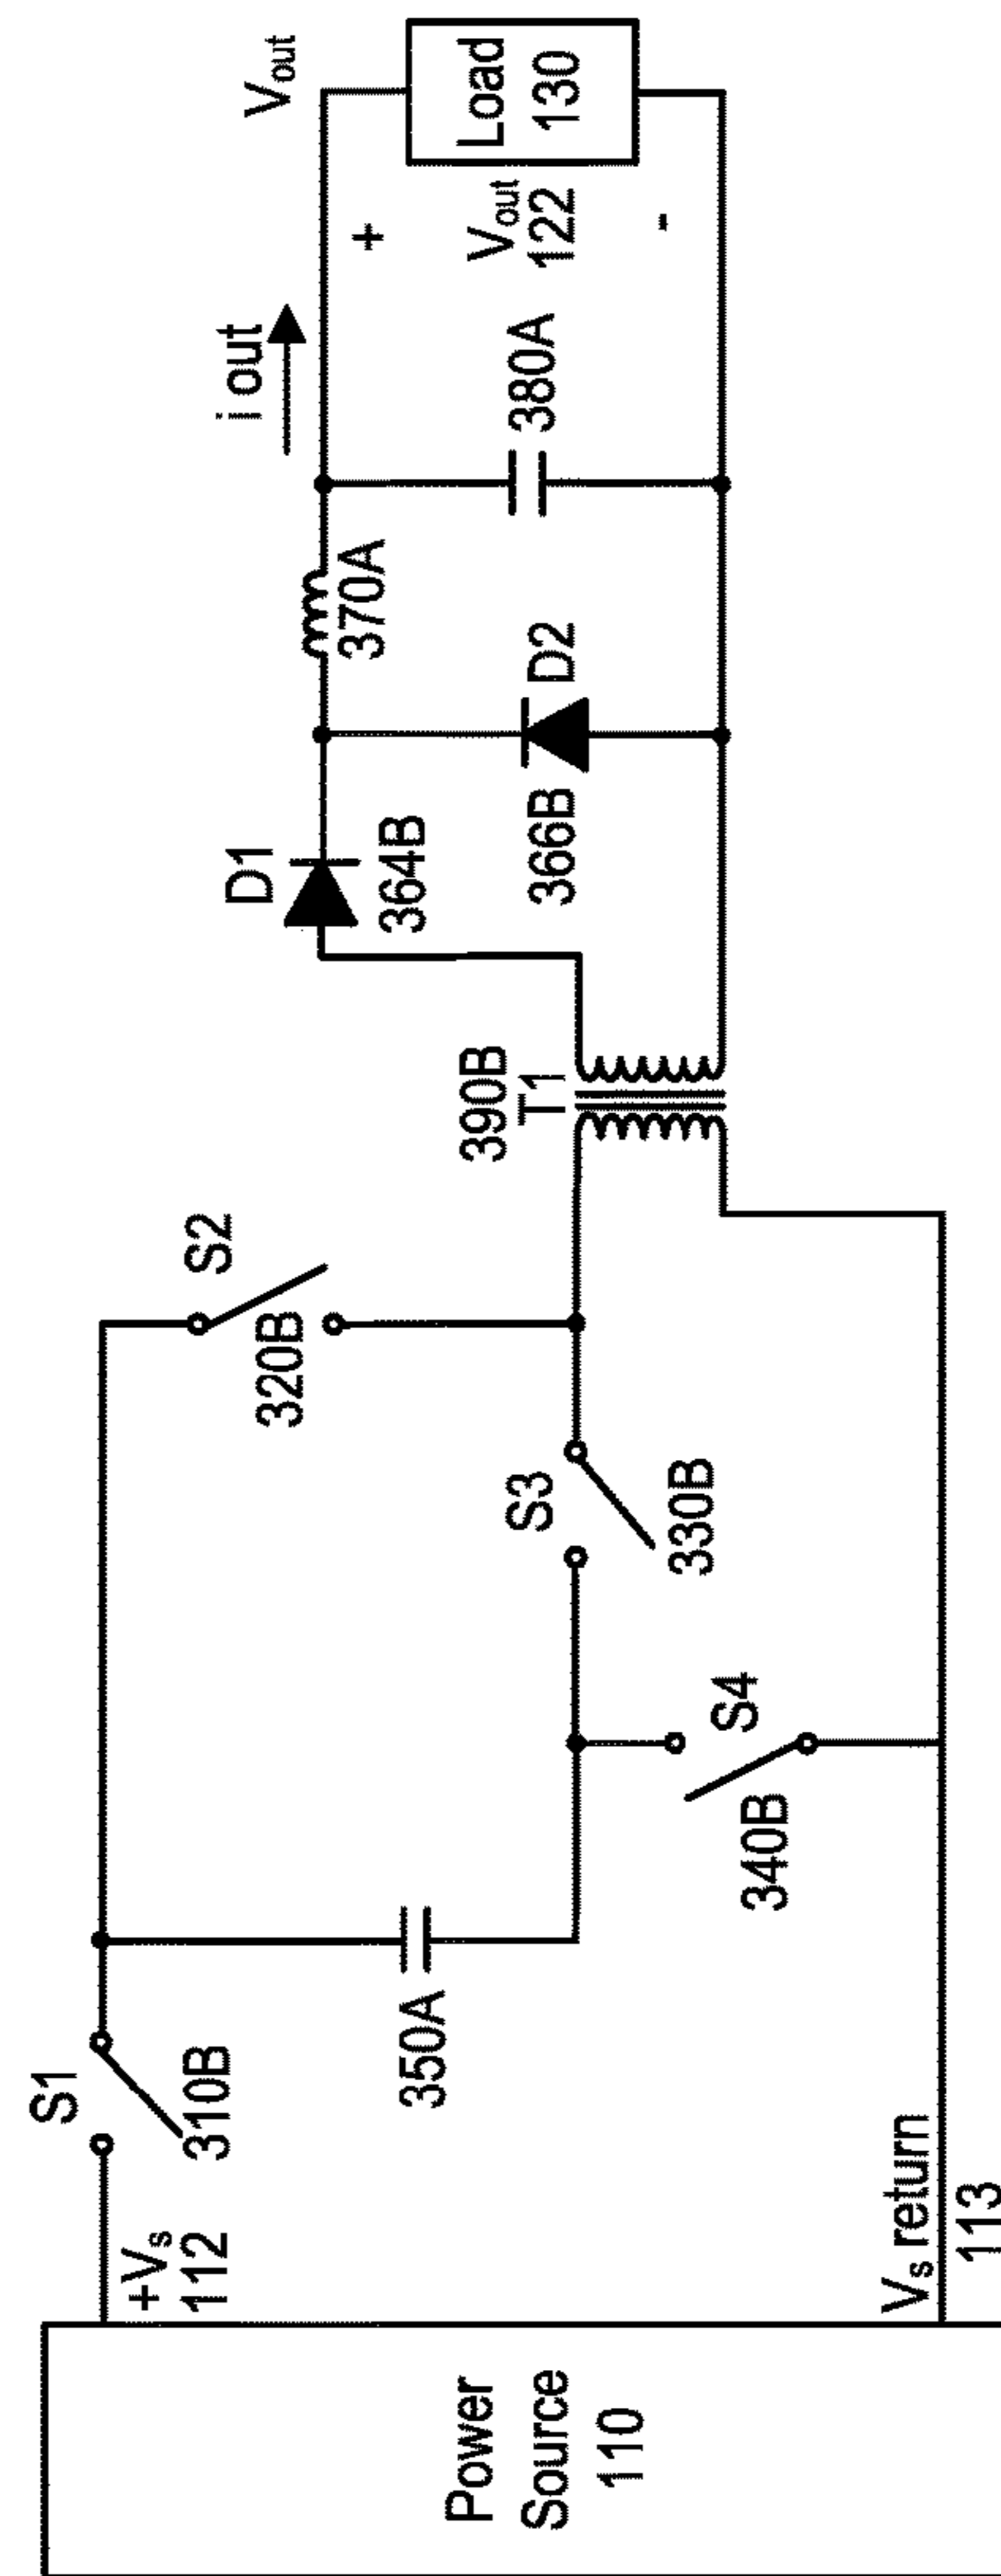 Power
Source
110
+Vs
112
Vs return
113
S1
310B
350A
S4
340B
S3
330B
S2
320B
390B
T1
D1
364B
D2
366B
370A
380A
i out
Vout
+
Vout
122
-
Load
130